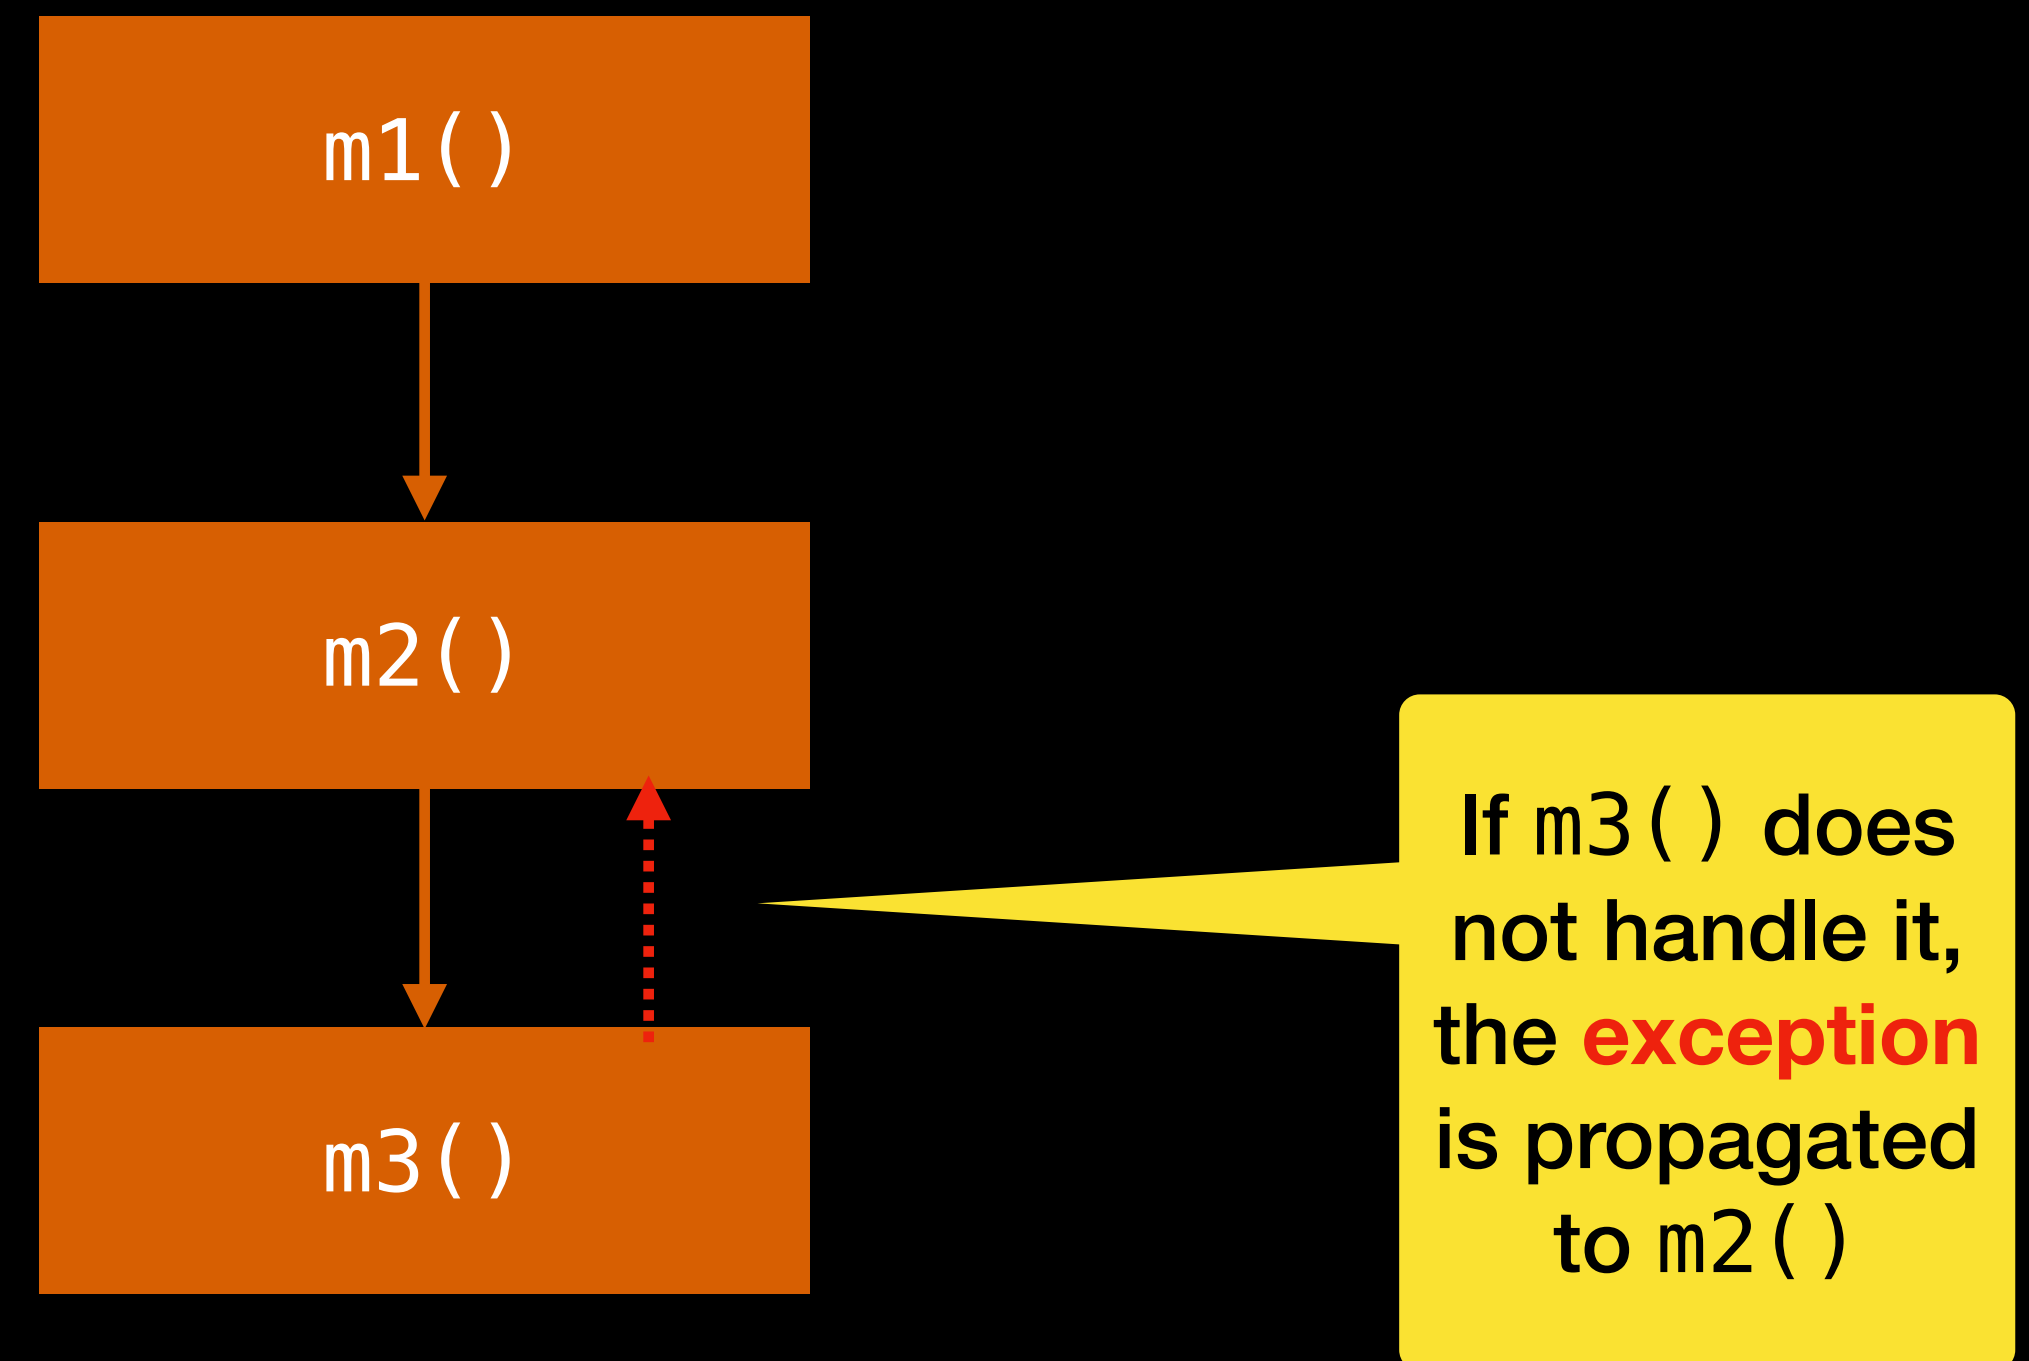 m1()
m2()
m3()
If m3() does
not handle it,
the exception
is propagated
to m2()